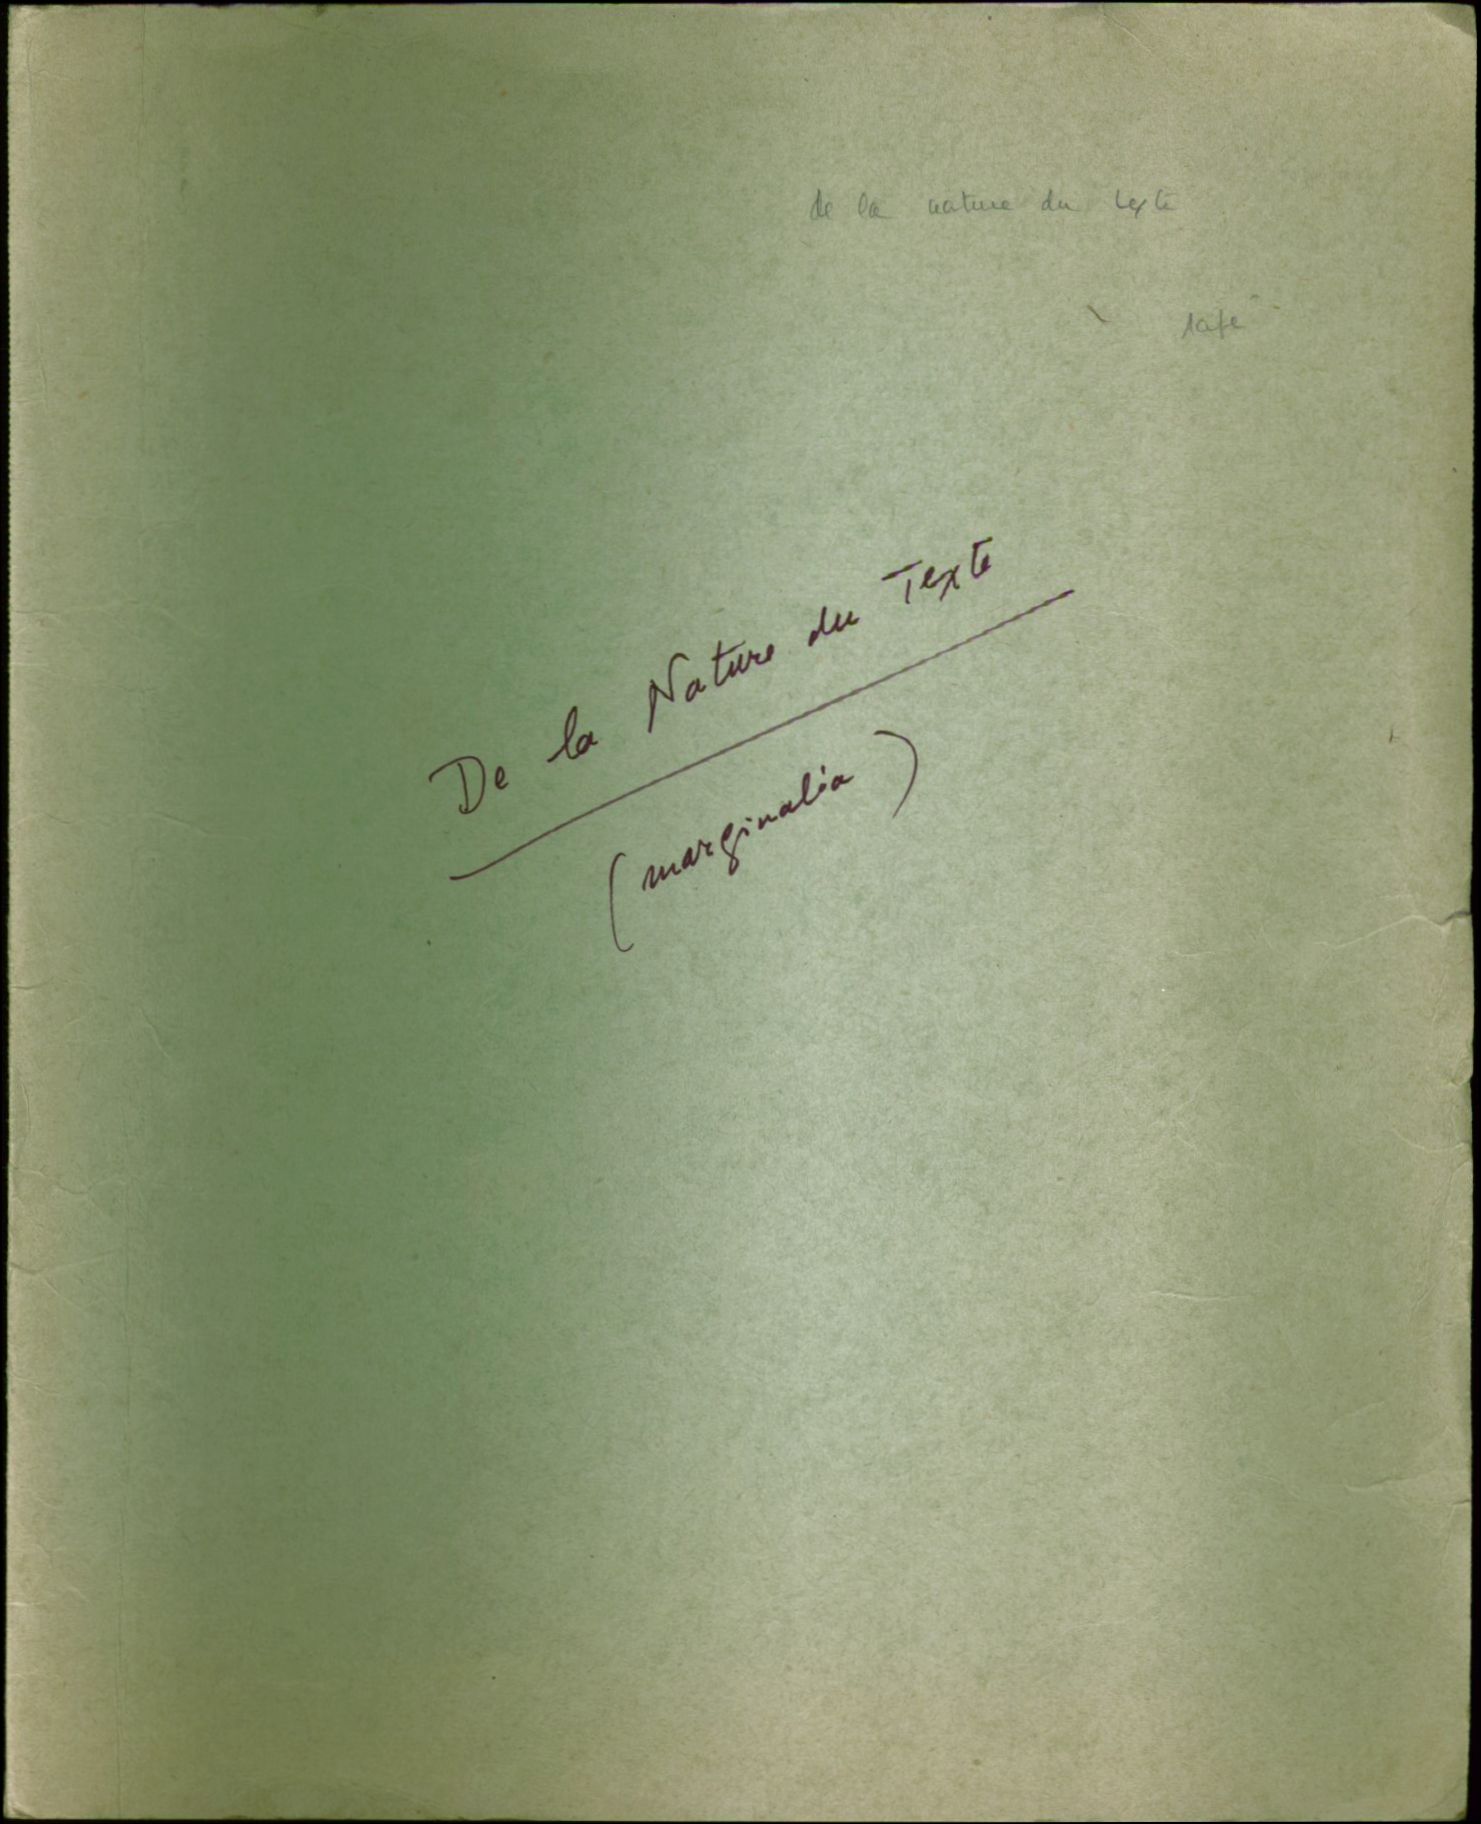 de la nature du texte
De la Nature du Texte
(marginalia)